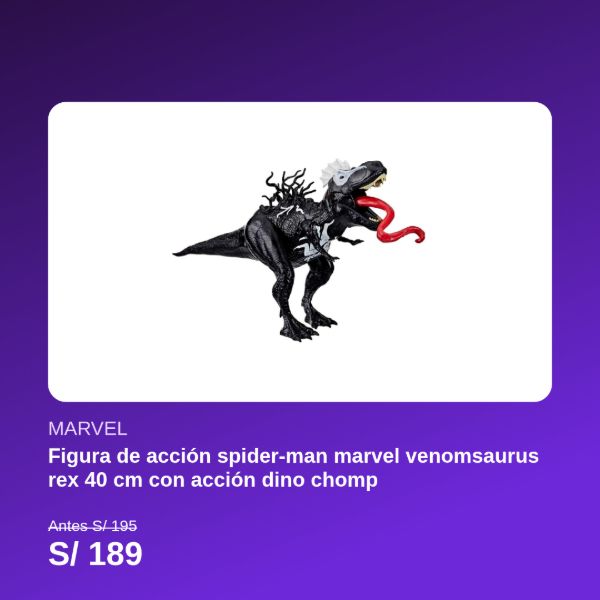 MARVEL
Figura de acción spider-man marvel venomsaurus
rex 40 cm con acción dino chomp
Antes S/ 195
S/ 189